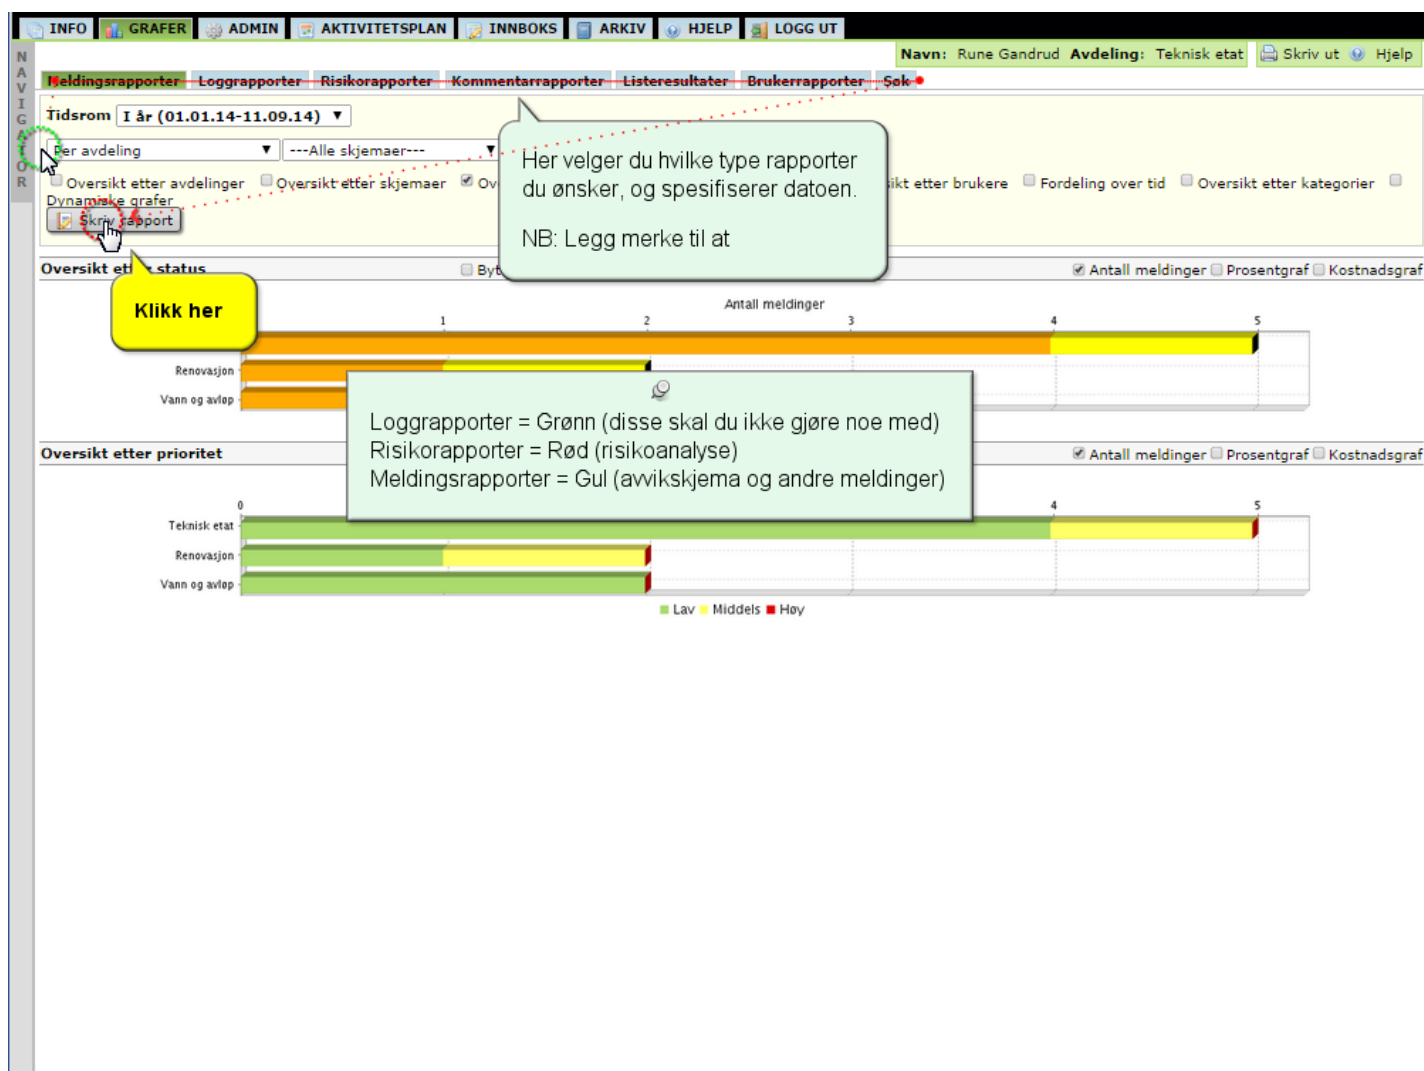 INFO GRAFER ADMIN AKTIVITETSPLAN INNBOKS ARKIV HJELP LOGG UT
NAVIGATOR
Navn: Rune Gandrud Avdeling: Teknisk etat Skriv ut Hjelp
Meldingsrapporter Loggrapporter Risikorapporter Kommentarrapporter Listeresultater Brukerrapporter Søk
Tidsrom I år (01.01.14-11.09.14)
Per avdeling ---Alle skjemaer---
Oversikt etter avdelinger Oversikt etter skjemaer etter brukere Fordeling over tid Oversikt etter kategorier
Dynamiske grafer
Skriv rapport
Her velger du hvilke type rapporter
du ønsker, og spesifiserer datoen.
NB: Legg merke til at
Klikk her
Oversikt etter status Antall meldinger Prosentgraf Kostnadsgraf
Antall meldinger
1 2 3 4 5
Renovasjon
Vann og avløp
Loggrapporter = Grønn (disse skal du ikke gjøre noe med)
Risikorapporter = Rød (risikoanalyse)
Meldingsrapporter = Gul (avvikskjema og andre meldinger)
Oversikt etter prioritet Antall meldinger Prosentgraf Kostnadsgraf
0 4 5
Teknisk etat
Renovasjon
Vann og avløp
Lav Middels Høy